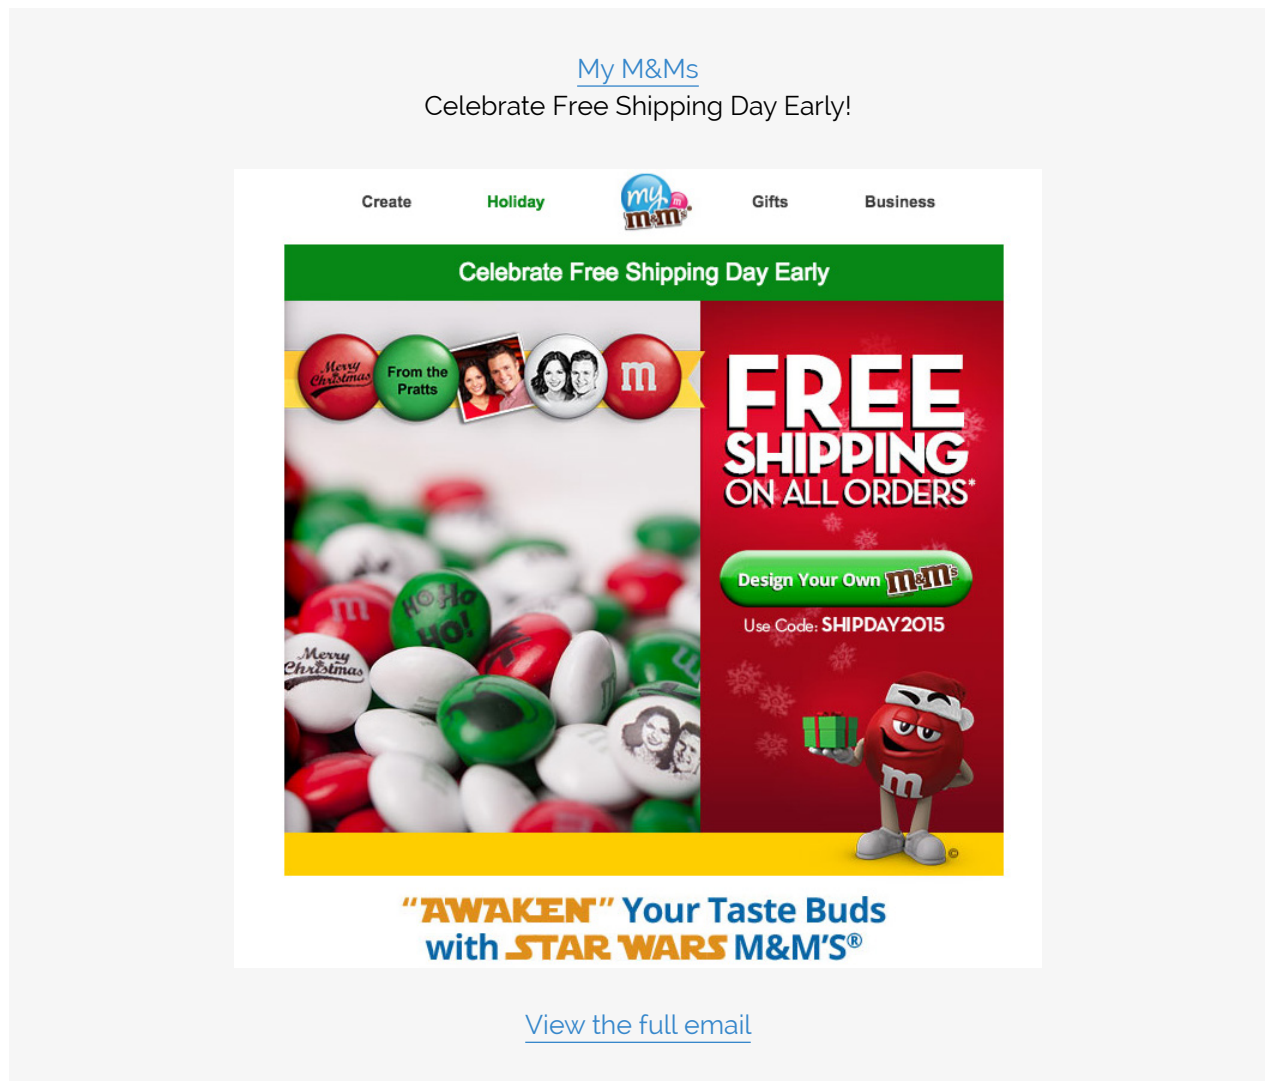 My M&Ms
Celebrate Free Shipping Day Early!
Create
Holiday
my
m&m's®
m
Gifts
Business
Celebrate Free Shipping Day Early
Merry
Christmas
From the
Pratts
m
FREE
SHIPPING
ON ALL ORDERS*
Design Your Own m&m's
Use Code: SHIPDAY2015
m
HoHo
HO!
Merry
Christmas
m
m
m
m
©
"AWAKEN" Your Taste Buds
with STAR WARS M&M'S®
View the full email